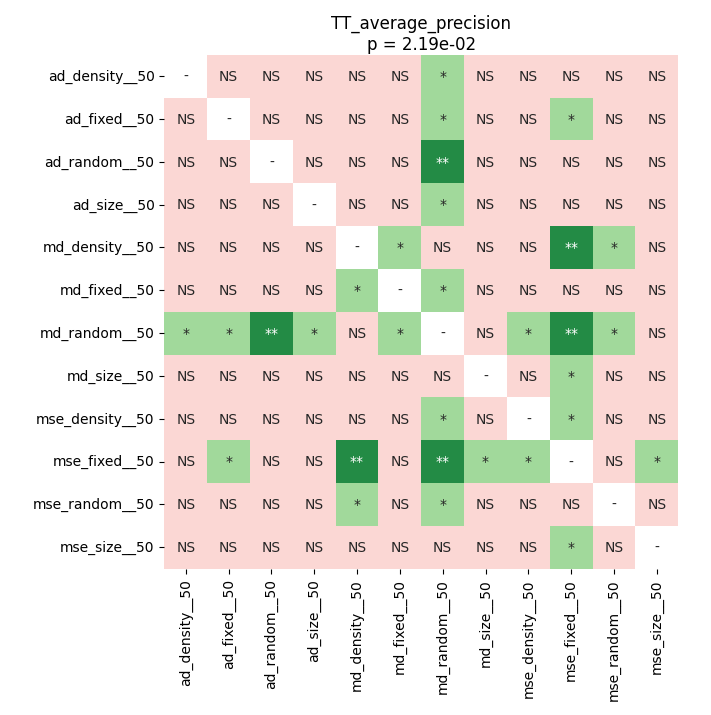 TT_average_precision
p = 2.19e-02
ad_density__50 - NS NS NS NS NS * NS NS NS NS NS
ad_fixed__50 NS - NS NS NS NS * NS NS * NS NS
ad_random__50 NS NS - NS NS NS ** NS NS NS NS NS
ad_size__50 NS NS NS - NS NS * NS NS NS NS NS
md_density__50 NS NS NS NS - * NS NS NS ** * NS
md_fixed__50 NS NS NS NS * - * NS NS NS NS NS
md_random__50 * * ** * NS * - NS * ** * NS
md_size__50 NS NS NS NS NS NS NS - NS * NS NS
mse_density__50 NS NS NS NS NS NS * NS - * NS NS
mse_fixed__50 NS * NS NS ** NS ** * * - NS *
mse_random__50 NS NS NS NS * NS * NS NS NS - NS
mse_size__50 NS NS NS NS NS NS NS NS NS * NS -
ad_density__50
ad_fixed__50
ad_random__50
ad_size__50
md_density__50
md_fixed__50
md_random__50
md_size__50
mse_density__50
mse_fixed__50
mse_random__50
mse_size__50